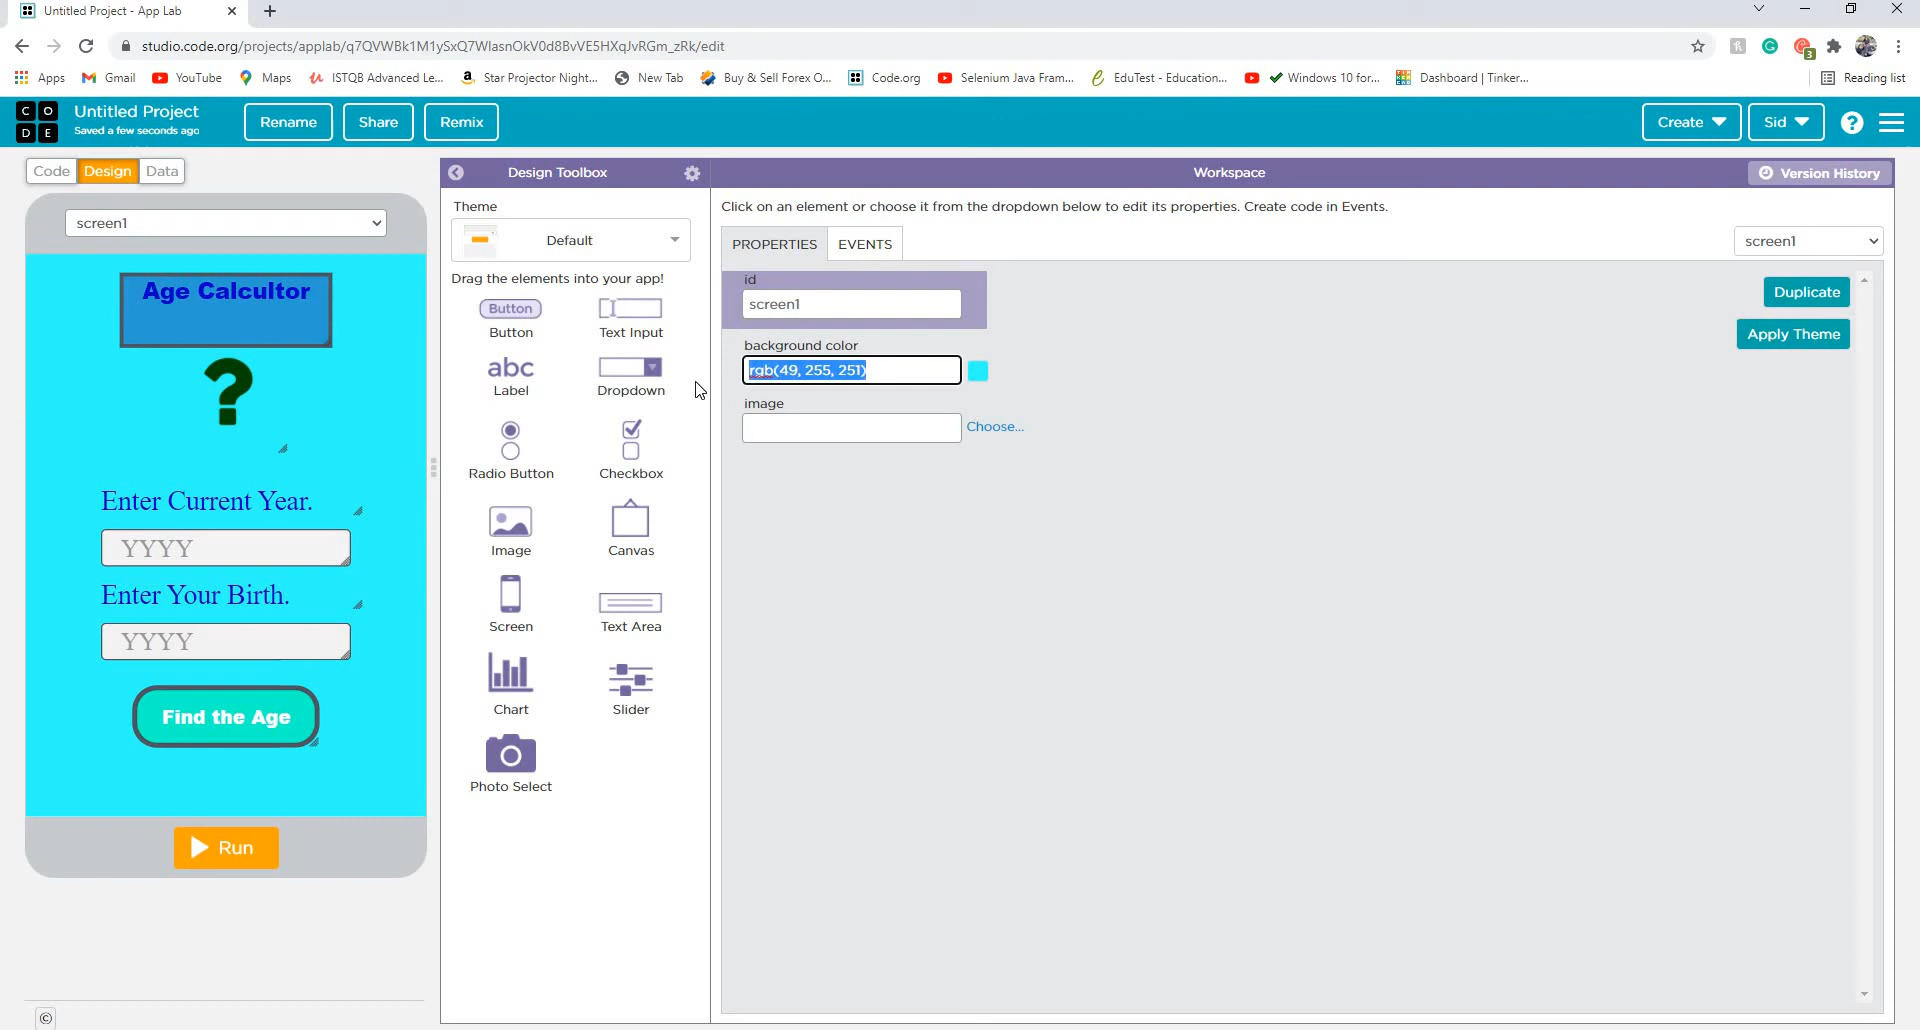 Untitled Project - App Lab
studio.code.org/projects/applab/q7QVWBk1M1ySxQ7WlasnOkV0d8BvVE5HXqJvRGm_zRk/edit
3
Apps Gmail YouTube Maps ISTQB Advanced Le... Star Projector Night... New Tab Buy & Sell Forex O... Code.org Selenium Java Fram... EduTest - Education... Windows 10 for... Dashboard | Tinker... Reading list
C O
D E
Untitled Project
Saved a few seconds ago
Rename Share Remix
Create Sid ?
Code Design Data
screen1
Age Calcultor
?
Enter Current Year.
YYYY
Enter Your Birth.
YYYY
Find the Age
Run
©
Design Toolbox
Theme
Default
Drag the elements into your app!
Button
Button Text Input
abc
Label Dropdown
Radio Button Checkbox
Image Canvas
Screen Text Area
Chart Slider
Photo Select
Workspace
Version History
Click on an element or choose it from the dropdown below to edit its properties. Create code in Events.
PROPERTIES EVENTS
screen1
id
screen1
Duplicate
Apply Theme
background color
rgb(49, 255, 251)
image
Choose...